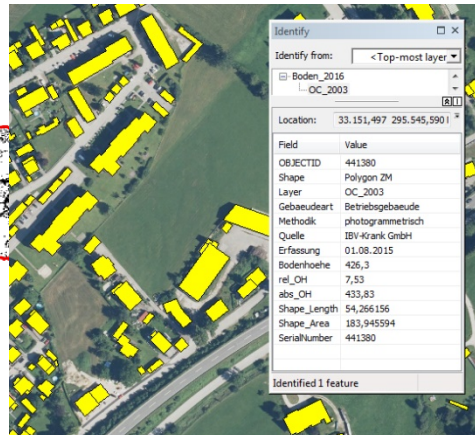 Identify
Identify from: <Top-most layer
Boden_2016
OC_2003
Location: 33.151,497 295.545,590 I
Field Value
OBJECTID 441380
Shape Polygon ZM
Layer OC_2003
Gebaeudeart Betriebsgebaeude
Methodik photogrammetrisch
Quelle IBV-Krank GmbH
Erfassung 01.08.2015
Bodenhoehe 426,3
rel_OH 7,53
abs_OH 433,83
Shape_Length 54,266156
Shape_Area 183,945594
SerialNumber 441380
Identified 1 feature